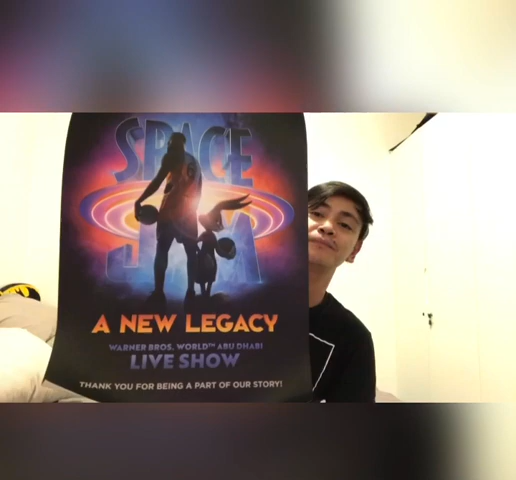 SPACE
JAM
A NEW LEGACY
WARNER BROS. WORLD™ ABU DHABI
LIVE SHOW
THANK YOU FOR BEING A PART OF OUR STORY!